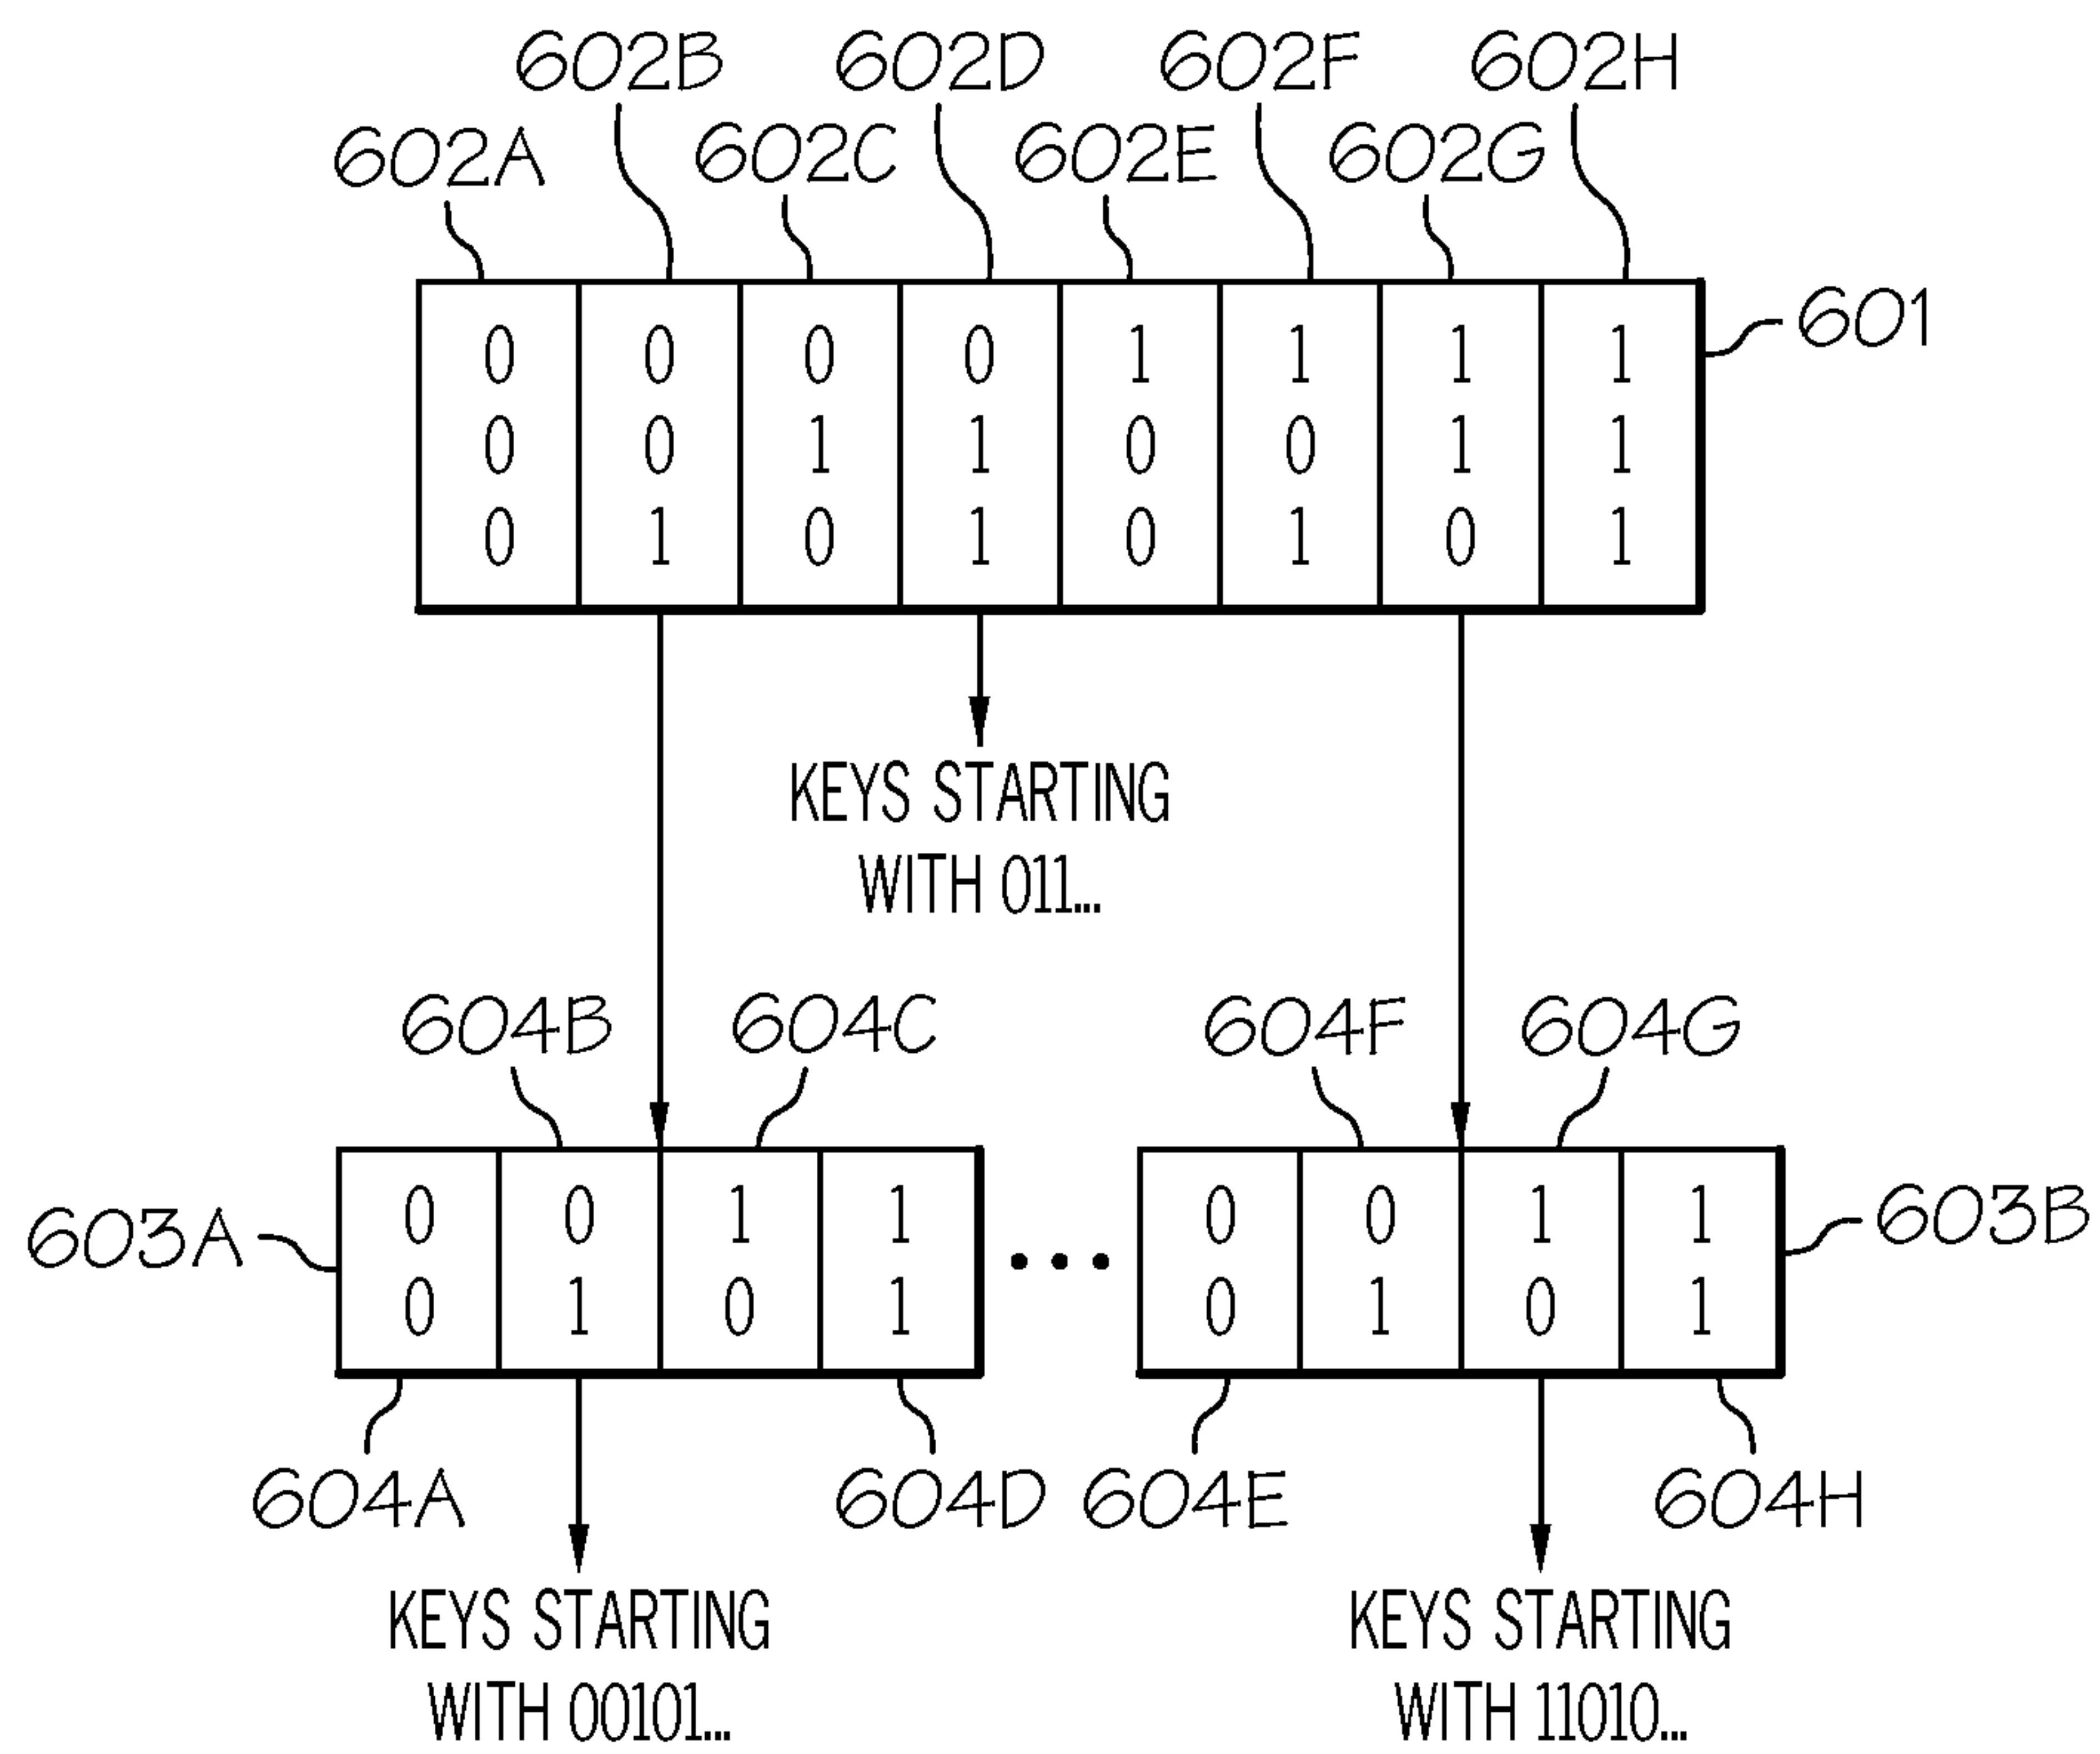 602B 602D 602F 602H
602A 602C 602E 602G
601
0 0 0 0 1 1 1 1
0 0 1 1 0 0 1 1
0 1 0 1 0 1 0 1
KEYS STARTING
WITH 011...
604B 604C 604F 604G
603A
0 0 1 1
0 1 0 1
...
0 0 1 1
0 1 0 1
603B
604A 604D 604E 604H
KEYS STARTING
WITH 00101...
KEYS STARTING
WITH 11010...